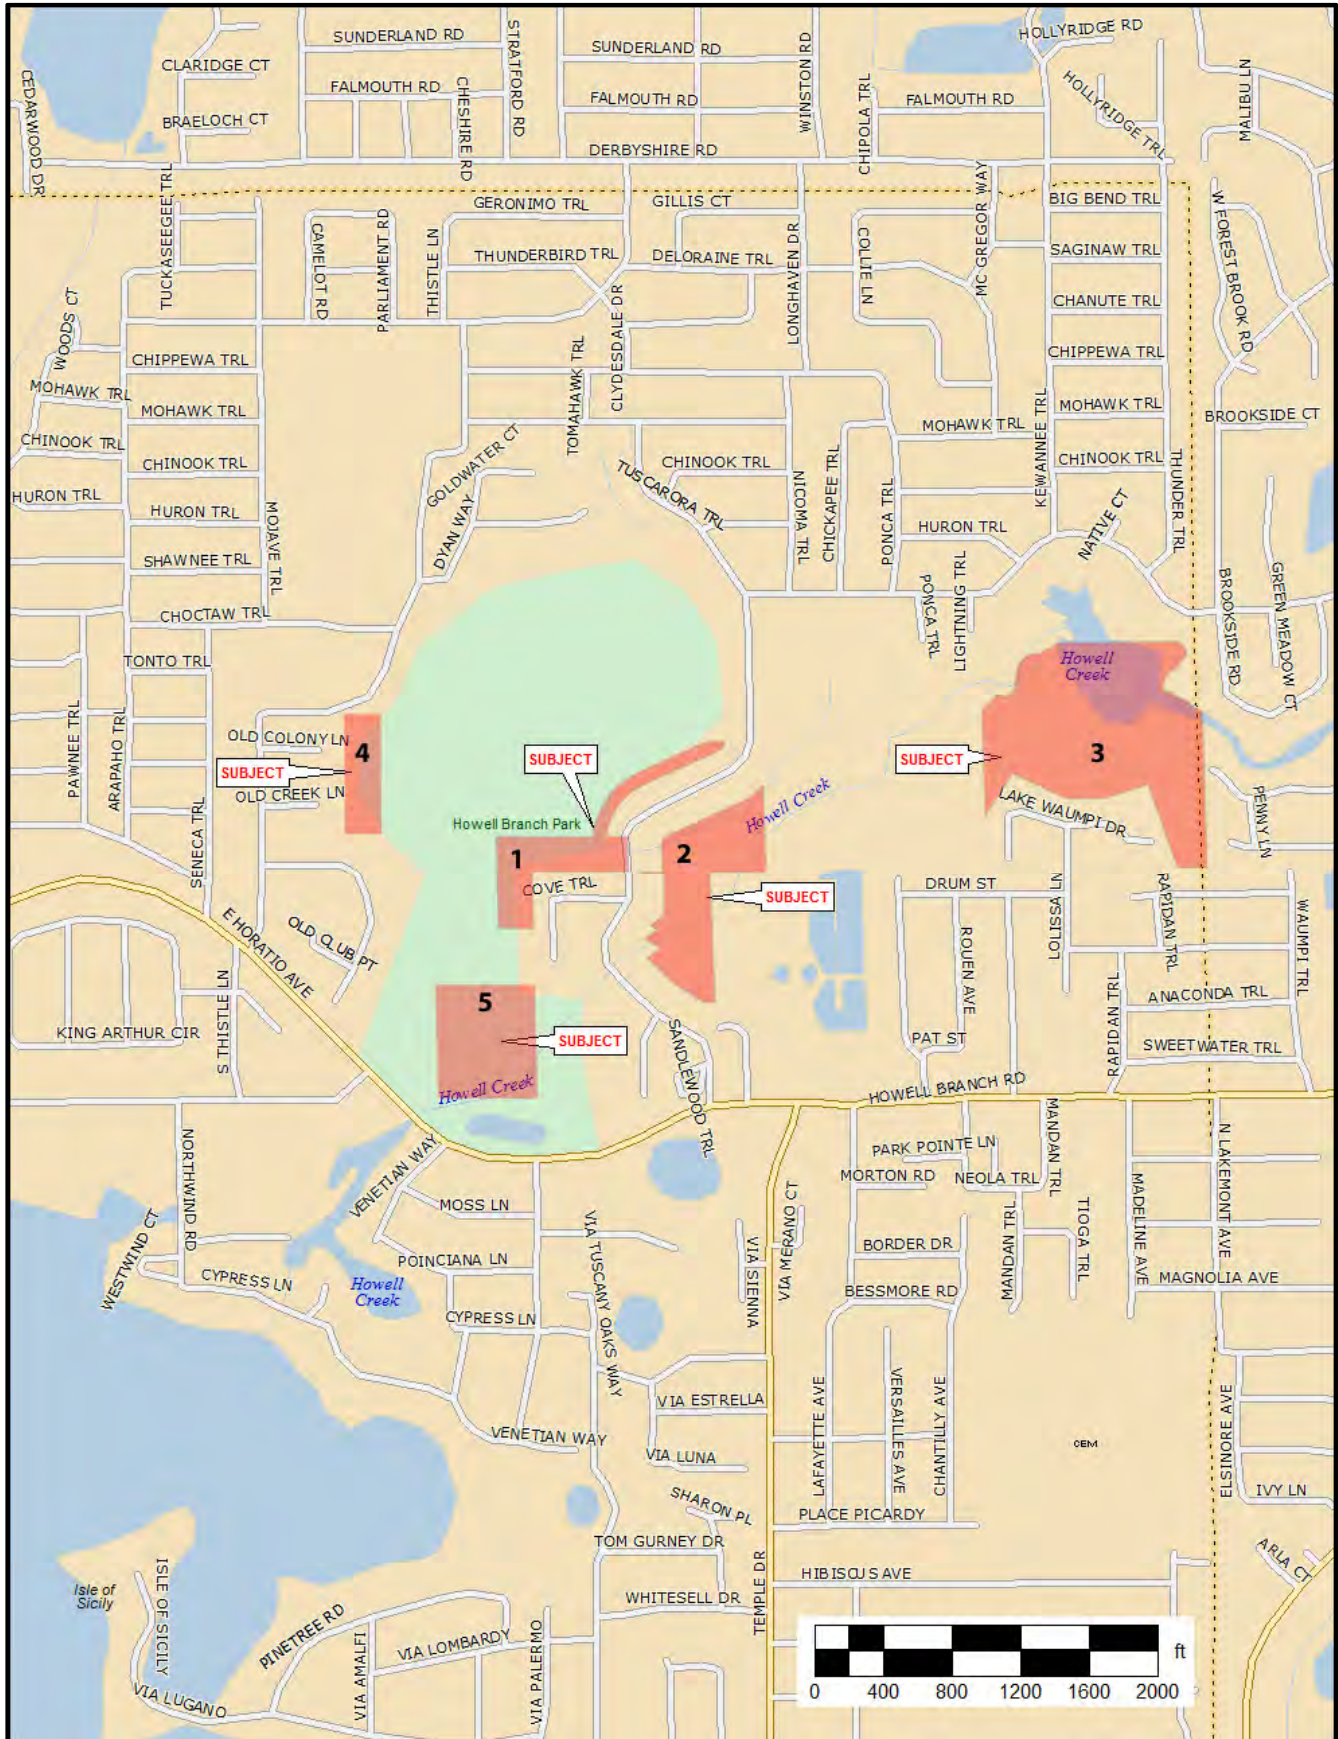 HOLLYRIDGE RD
SUNDERLAND RD
STRATFORD RD
SUNDERLAND RD
WINSTON RD
CLARIDGE CT
MALIBU LN
CEDARWOOD DR
FALMOUTH RD
CHESHIRE RD
FALMOUTH RD
CHIPOLA TRL
FALMOUTH RD
HOLLYRIDGE TRL
BRAELOCH CT
DERBYSHIRE RD
TUCKASEEGEE TRL
GERONIMO TRL
GILLIS CT
MC GREGOR WAY
BIG BEND TRL
W FOREST BROOK RD
CAMELOT RD
PARLIAMENT RD
THISTLE LN
THUNDERBIRD TRL
DELORAINE TRL
LONGHAVEN DR
COLLIE LN
SAGINAW TRL
CLYDESDALE DR
CHANUTE TRL
WOODS CT
CHIPPEWA TRL
TOMAHAWK TRL
CHIPPEWA TRL
MOHAWK TRL
MOHAWK TRL
MOHAWK TRL
KEWANNEE TRL
MOHAWK TRL
BROOKSIDE CT
CHINOOK TRL
CHINOOK TRL
GOLDWATER CT
CHINOOK TRL
CHINOOK TRL
HURON TRL
HURON TRL
MOJAVE TRL
DYAN WAY
TUSCARORA TRL
NICOMA TRL
CHICKAPEE TRL
PONCA TRL
HURON TRL
NATIVE CT
THUNDER TRL
SHAWNEE TRL
CHOCTAW TRL
PONCA TRL
LIGHTNING TRL
BROOKSIDE RD
GREEN MEADOW CT
TONTO TRL
Howell
Creek
PAWNEE TRL
ARAPAHO TRL
OLD COLONY LN
4
SUBJECT
SUBJECT
SUBJECT
3
OLD CREEK LN
Howell Creek
LAKE WAUMPI DR
PENNY LN
Howell Branch Park
1
2
SENECA TRL
COVE TRL
SUBJECT
DRUM ST
LOLISSA LN
RAPIDAN TRL
WAUMPI TRL
E HORATIO AVE
OLD CLUB PT
ROUEN AVE
5
ANACONDA TRL
KING ARTHUR CIR
S THISTLE LN
SUBJECT
SANDLEWOOD TRL
PAT ST
RAPIDAN TRL
SWEETWATER TRL
Howell Creek
HOWELL BRANCH RD
NORTHWIND RD
VENETIAN WAY
PARK POINTE LN
MANDAN TRL
N LAKEMONT AVE
MORTON RD
NEOLA TRL
MOSS LN
VIA TUSCANY OAKS WAY
VIA MERANO CT
MADELINE AVE
WESTWIND CT
POINCIANA LN
VIA SIENNA
BORDER DR
MANDAN TRL
TIOGA TRL
CYPRESS LN
Howell
Creek
BESSMORE RD
MAGNOLIA AVE
CYPRESS LN
VIA ESTRELLA
LAFAYETTE AVE
VERSAILLES AVE
CHANTILLY AVE
ELSINORE AVE
VENETIAN WAY
VIA LUNA
CEM
SHARON PL
IVY LN
PLACE PICARDY
TOM GURNEY DR
ARLA CT
Isle of
Sicily
ISLE OF SICILY
WHITESELL DR
TEMPLE DR
HIBISCUS AVE
PINETREE RD
VIA AMALFI
VIA LOMBARDY
VIA PALERMO
VIA LUGANO
ft
0 400 800 1200 1600 2000